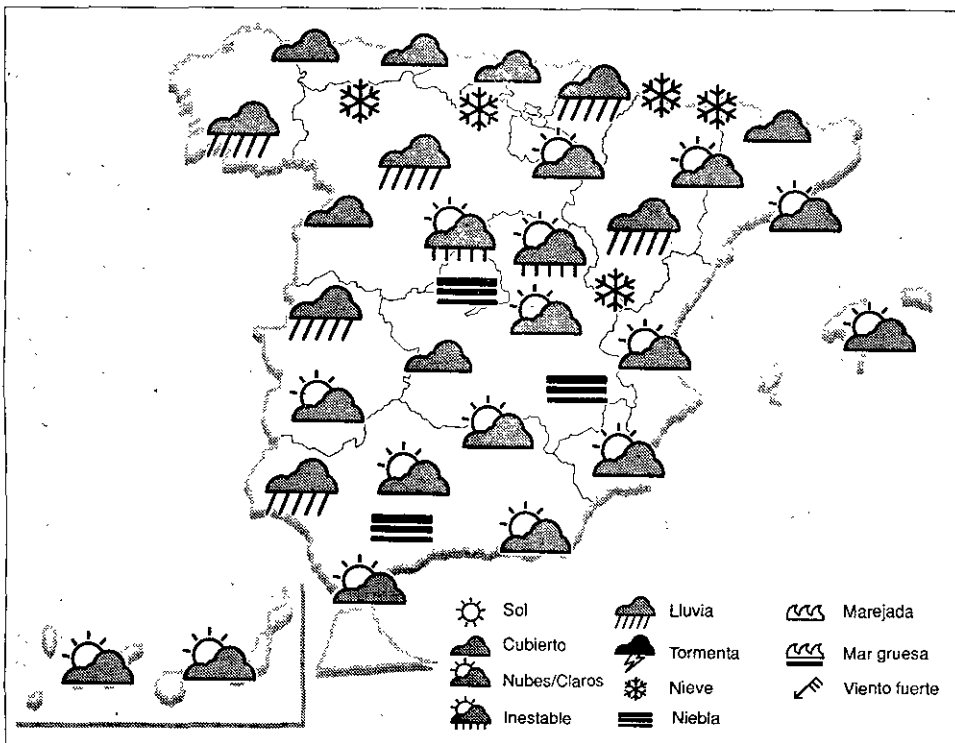 Sol
Cubierto
Nubes/Claros
Inestable
Lluvia
Tormenta
Nieve
Niebla
Marejada
Mar gruesa
Viento fuerte